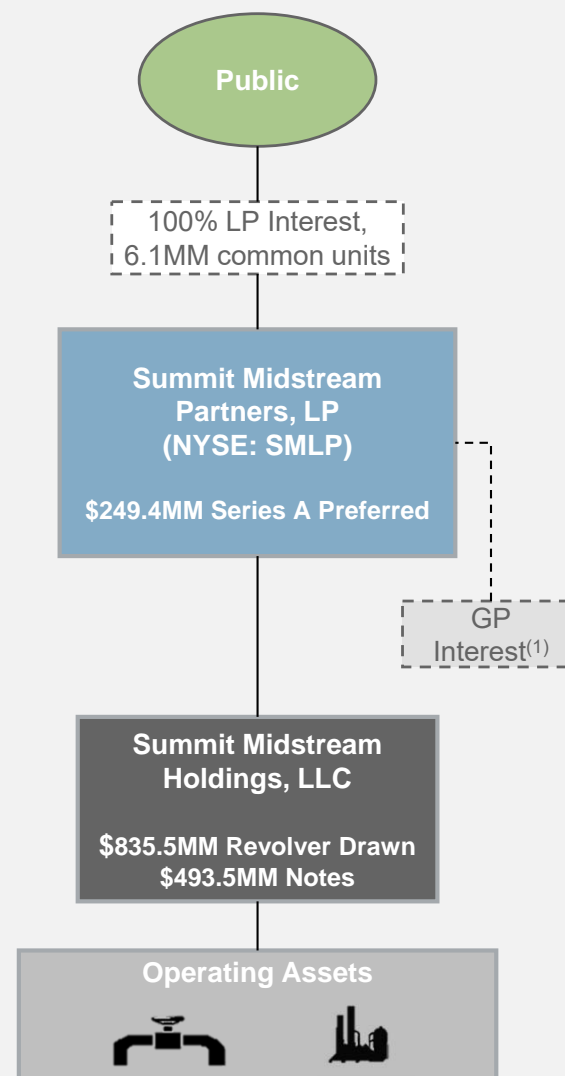 Public
100% LP Interest,
6.1MM common units
Summit Midstream
Partners, LP
(NYSE: SMLP)
$249.4MM Series A Preferred
GP
Interest(1)
Summit Midstream
Holdings, LLC
$835.5MM Revolver Drawn
$493.5MM Notes
Operating Assets